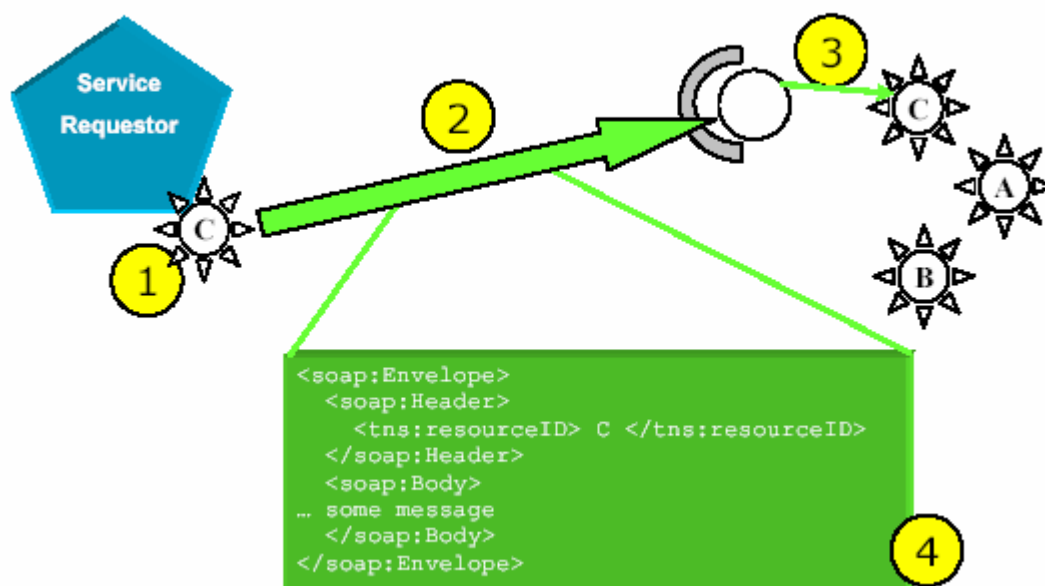 Service
Requestor
C
1
2
3
C
A
B
<soap:Envelope>
  <soap:Header>
    <tns:resourceID> C </tns:resourceID>
  </soap:Header>
  <soap:Body>
… some message
  </soap:Body>
</soap:Envelope>
4